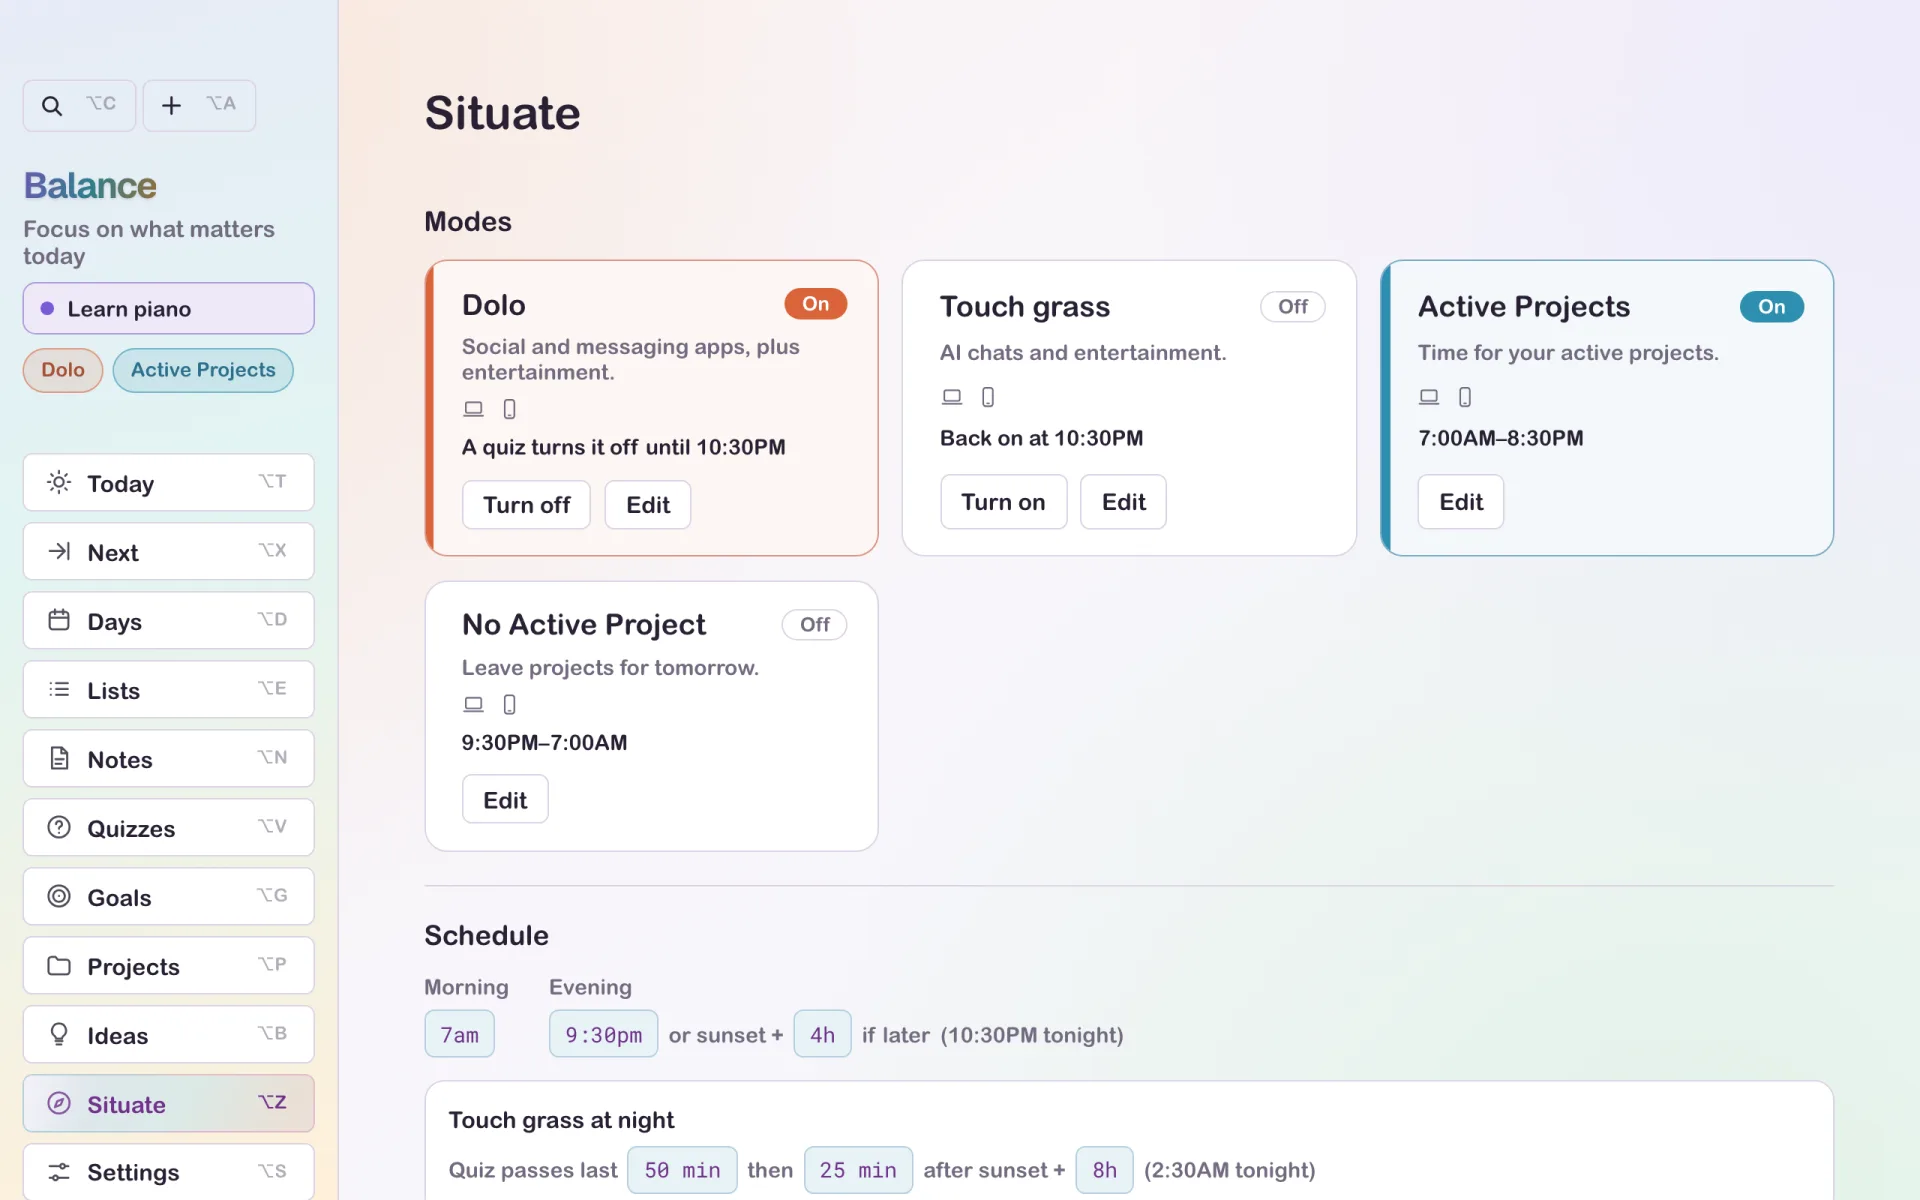 ⌥C
⌥A
Balance
Focus on what matters
today
Learn piano
Dolo
Active Projects
Today ⌥T
Next ⌥X
Days ⌥D
Lists ⌥E
Notes ⌥N
Quizzes ⌥V
Goals ⌥G
Projects ⌥P
Ideas ⌥B
Situate ⌥Z
Settings ⌥S
Situate
Modes
Dolo
On
Social and messaging apps, plus
entertainment.
A quiz turns it off until 10:30PM
Turn off
Edit
Touch grass
Off
AI chats and entertainment.
Back on at 10:30PM
Turn on
Edit
Active Projects
On
Time for your active projects.
7:00AM–8:30PM
Edit
No Active Project
Off
Leave projects for tomorrow.
9:30PM–7:00AM
Edit
Schedule
Morning
Evening
7am
9:30pm or sunset + 4h if later (10:30PM tonight)
Touch grass at night
Quiz passes last 50 min then 25 min after sunset + 8h (2:30AM tonight)